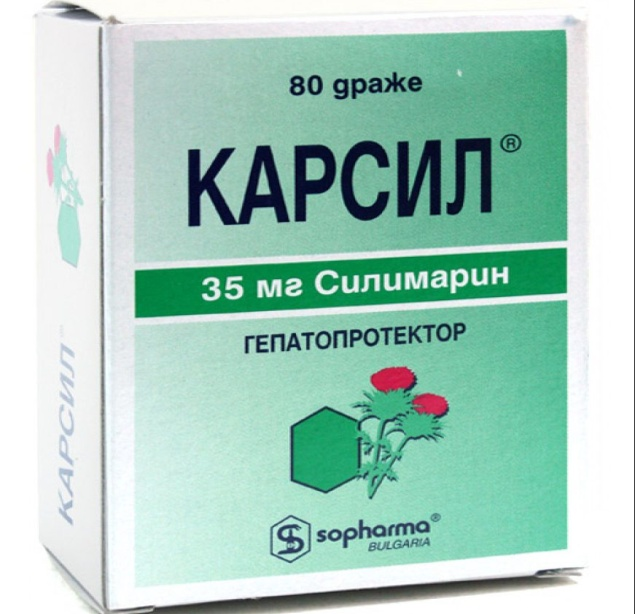 80 драже
КАРСИЛ®
35 мг Силимарин
ГЕПАТОПРОТЕКТОР
sopharma®
BULGARIA
КАРСИЛ®